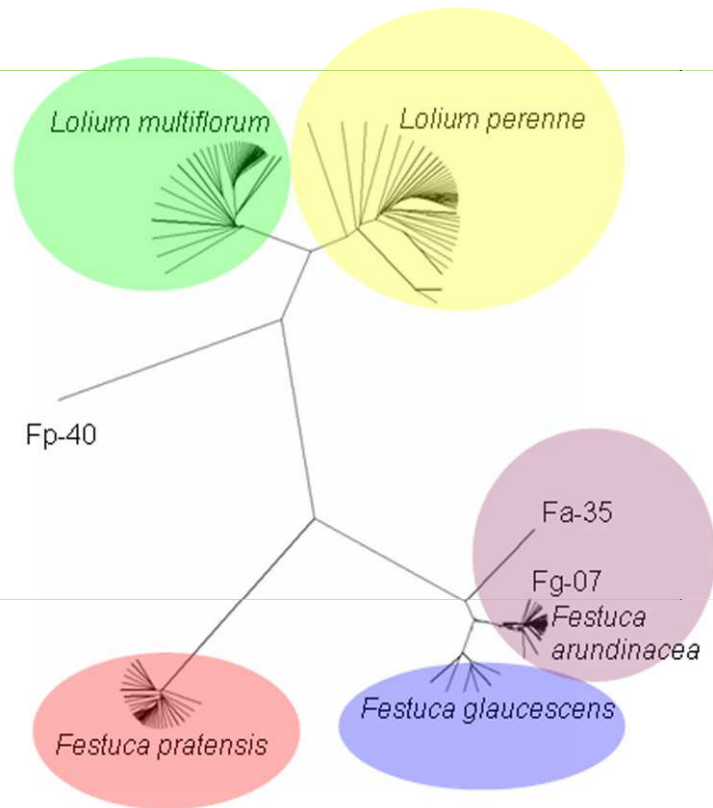 Lolium multiflorum
Lolium perenne
Fp-40
Fa-35
Fg-07
Festuca
arundinacea
Festuca glaucescens
Festuca pratensis